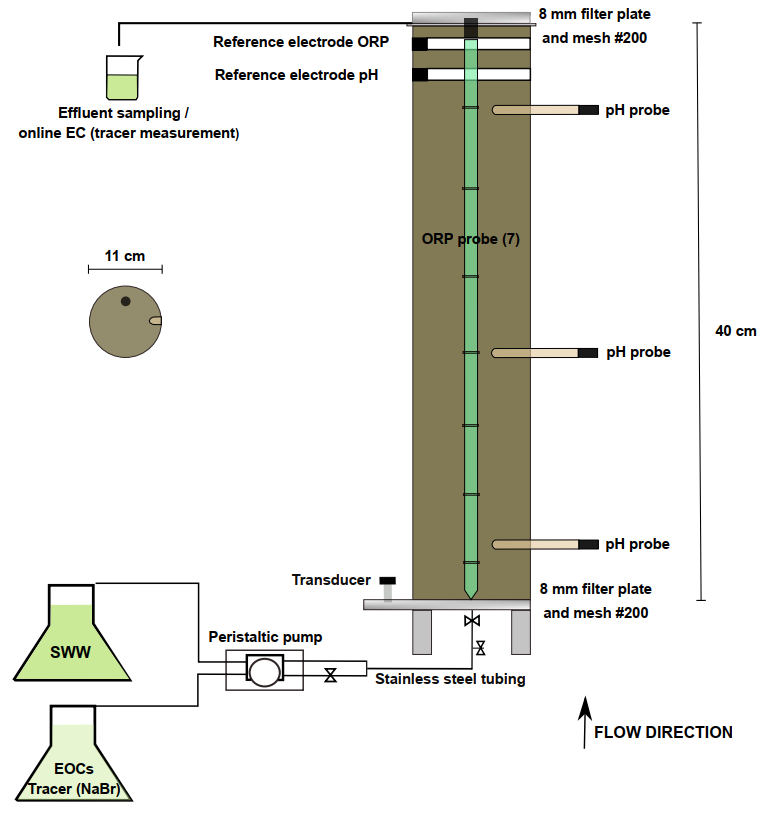 8 mm filter plate
and mesh #200
Reference electrode ORP
Reference electrode pH
pH probe
Effluent sampling /
online EC (tracer measurement)
ORP probe (7)
11 cm
40 cm
pH probe
pH probe
Transducer
8 mm filter plate
and mesh #200
SWW
Peristaltic pump
Stainless steel tubing
FLOW DIRECTION
EOCs
Tracer (NaBr)